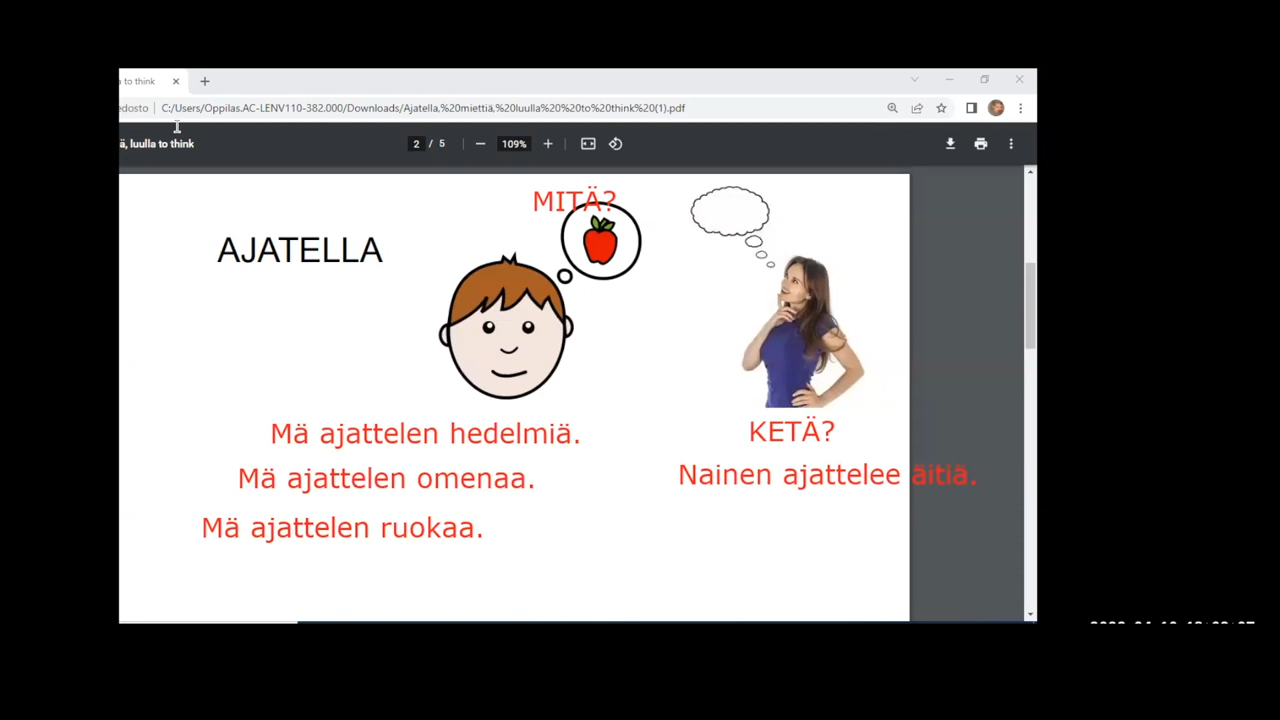 a to think
edosto
C:/Users/Oppilas.AC-LENV110-382.000/Downloads/Ajatella,%20miettiä,%20luulla%20%20to%20think%20(1).pdf
ä, luulla to think
2 / 5
109%
MITÄ?
AJATELLA
Mä ajattelen hedelmiä.
Mä ajattelen omenaa.
Mä ajattelen ruokaa.
KETÄ?
Nainen ajattelee äitiä.